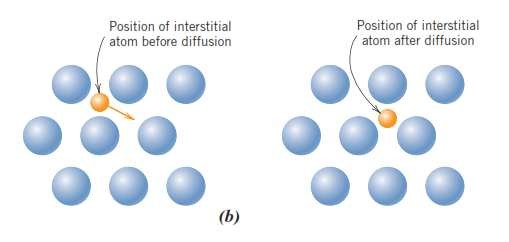 Position of interstitial
atom before diffusion
Position of interstitial
atom after diffusion
(b)